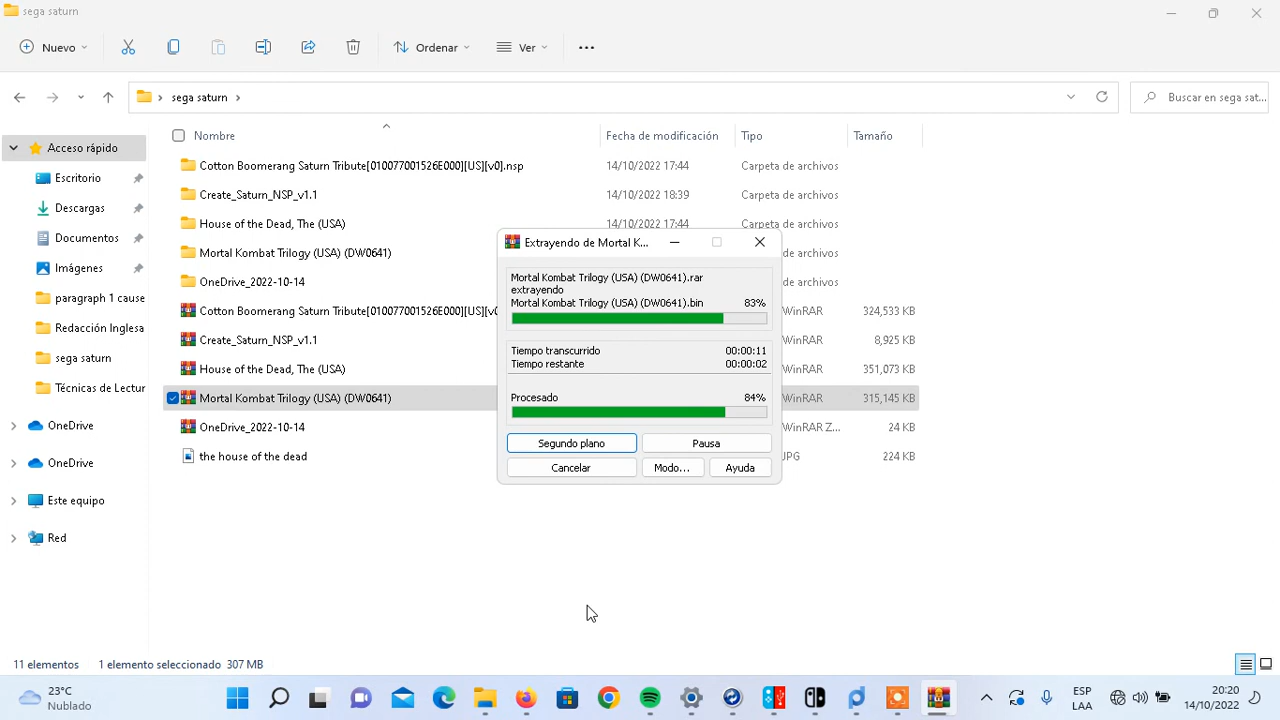 sega saturn
Nuevo
Ordenar
Ver
sega saturn
Buscar en sega sat...
Nombre
Fecha de modificación
Tipo
Tamaño
Acceso rápido
Escritorio
Descargas
Documentos
Imágenes
paragraph 1 cause
Redacción Inglesa
sega saturn
Técnicas de Lectur
OneDrive
OneDrive
Este equipo
Red
Cotton Boomerang Saturn Tribute[010077001526E000][US][v0].nsp 14/10/2022 17:44 Carpeta de archivos
Create_Saturn_NSP_v1.1 14/10/2022 18:39 Carpeta de archivos
House of the Dead, The (USA) 14/10/2022 17:44 Carpeta de archivos
Mortal Kombat Trilogy (USA) (DW0641) de archivos
OneDrive_2022-10-14 de archivos
Cotton Boomerang Saturn Tribute[010077001526E000][US][v0 WinRAR 324,533 KB
Create_Saturn_NSP_v1.1 WinRAR 8,925 KB
House of the Dead, The (USA) WinRAR 351,073 KB
Mortal Kombat Trilogy (USA) (DW0641) WinRAR 315,145 KB
OneDrive_2022-10-14 WinRAR Z... 24 KB
the house of the dead JPG 224 KB
Extrayendo de Mortal K...
Mortal Kombat Trilogy (USA) (DW0641).rar
extrayendo
Mortal Kombat Trilogy (USA) (DW0641).bin 83%
Tiempo transcurrido 00:00:11
Tiempo restante 00:00:02
Procesado 84%
Segundo plano
Pausa
Cancelar
Modo...
Ayuda
11 elementos
1 elemento seleccionado 307 MB
23°C
Nublado
ESP
LAA
20:20
14/10/2022